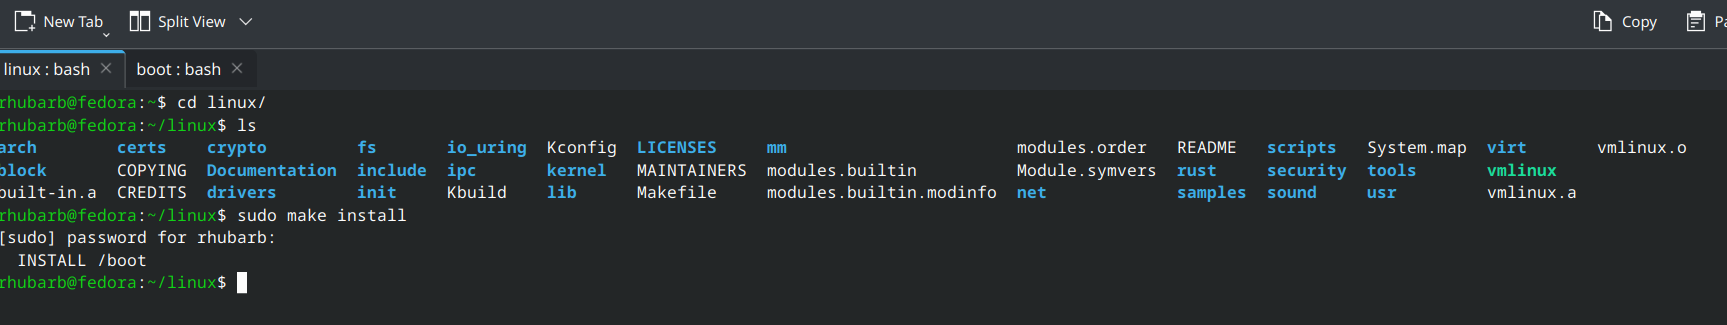 New Tab Split View Copy
linux : bash boot : bash
rhubarb@fedora:~$ cd linux/
rhubarb@fedora:~/linux$ ls
arch certs crypto fs io_uring Kconfig LICENSES mm modules.order README scripts System.map virt vmlinux.o
block COPYING Documentation include ipc kernel MAINTAINERS modules.builtin Module.symvers rust security tools vmlinux
built-in.a CREDITS drivers init Kbuild lib Makefile modules.builtin.modinfo net samples sound usr vmlinux.a
rhubarb@fedora:~/linux$ sudo make install
[sudo] password for rhubarb:
INSTALL /boot
rhubarb@fedora:~/linux$